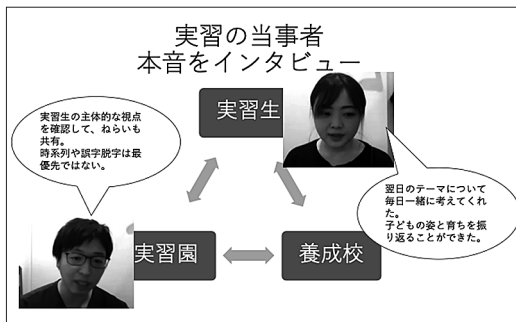 実習の当事者
本音をインタビュー
実習生
実習生の主体的な視点
を確認して、ねらいも
共有。
時系列や誤字脱字は最
優先ではない。
翌日のテーマについて
毎日一緒に考えてくれ
た。
子どもの姿と育ちを振
り返ることができた。
実習園
養成校